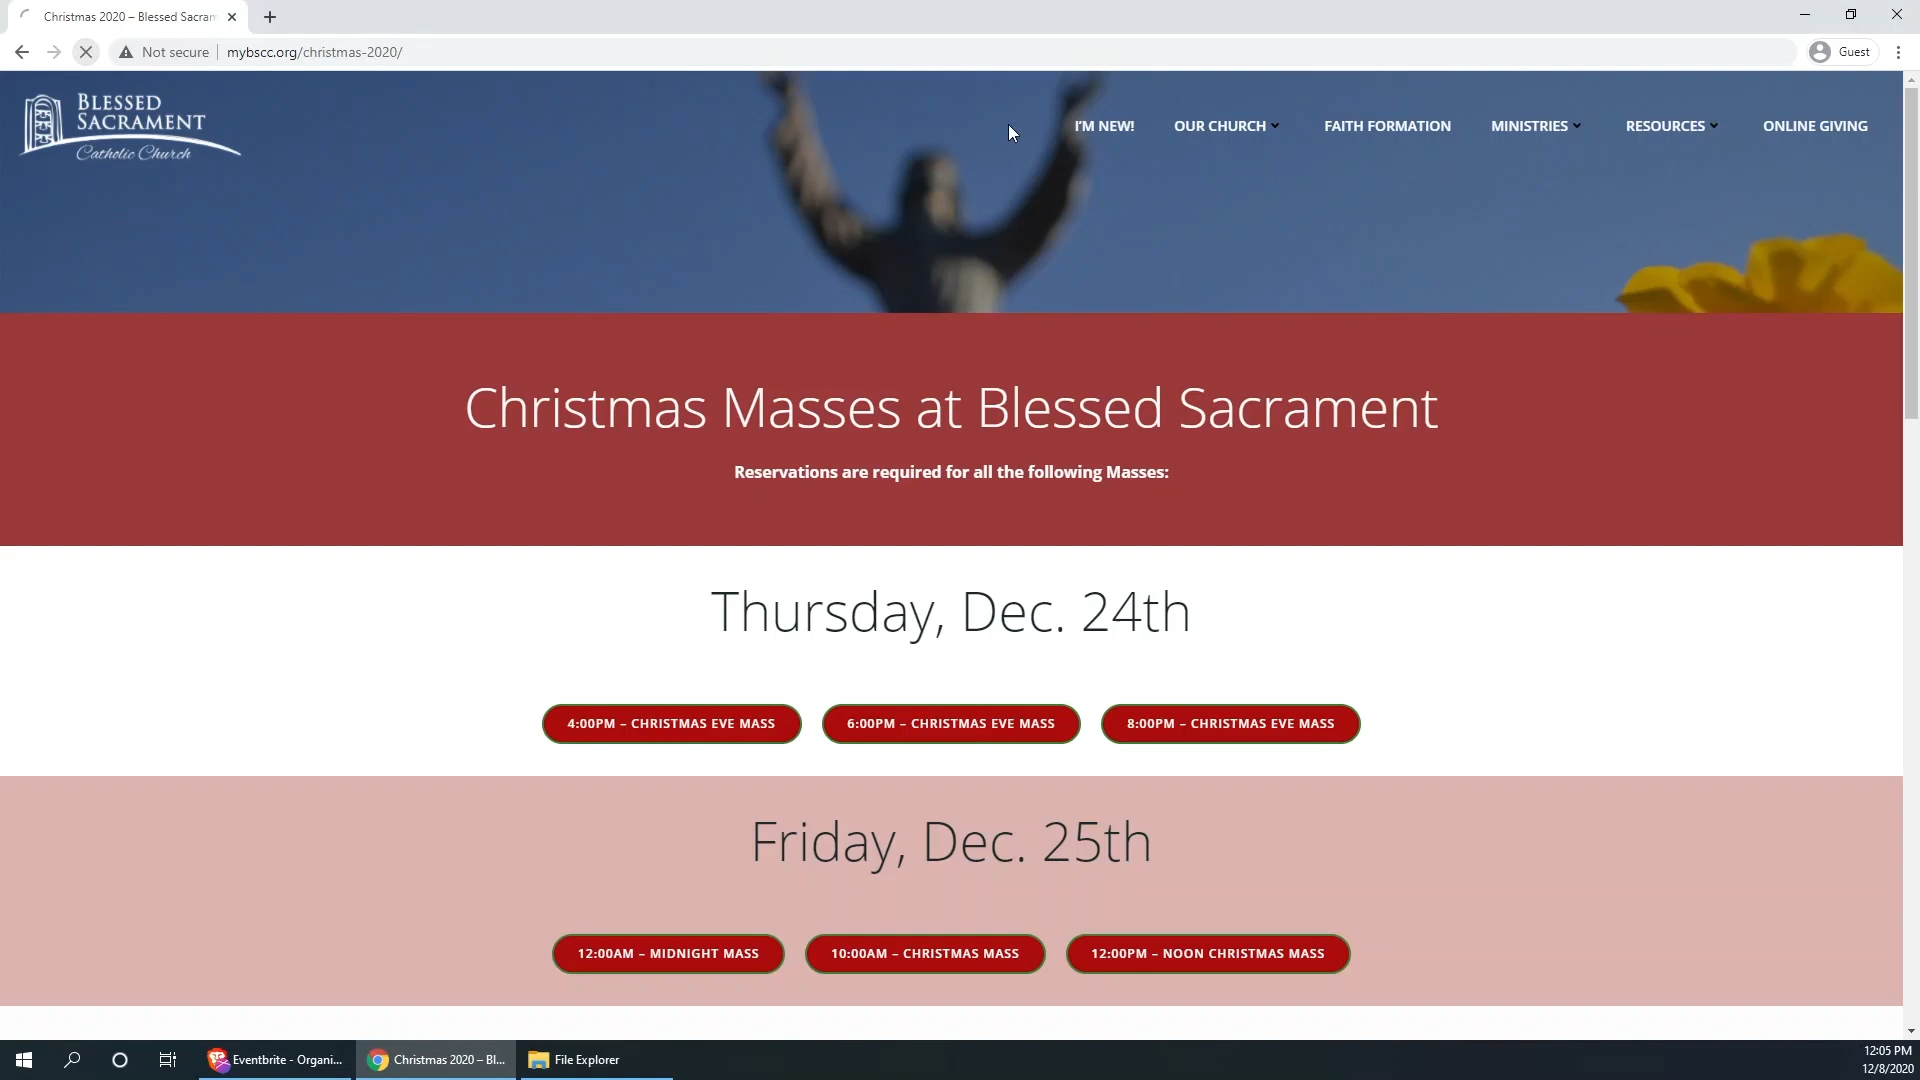 Christmas 2020 – Blessed Sacram
Not secure
mybscc.org/christmas-2020/
Guest
BLESSED
SACRAMENT
Catholic Church
I'M NEW!
OUR CHURCH
FAITH FORMATION
MINISTRIES
RESOURCES
ONLINE GIVING
Christmas Masses at Blessed Sacrament
Reservations are required for all the following Masses:
Thursday, Dec. 24th
4:00PM – CHRISTMAS EVE MASS
6:00PM – CHRISTMAS EVE MASS
8:00PM – CHRISTMAS EVE MASS
Friday, Dec. 25th
12:00AM – MIDNIGHT MASS
10:00AM – CHRISTMAS MASS
12:00PM – NOON CHRISTMAS MASS
Eventbrite - Organi...
Christmas 2020 – Bl...
File Explorer
12:05 PM
12/8/2020